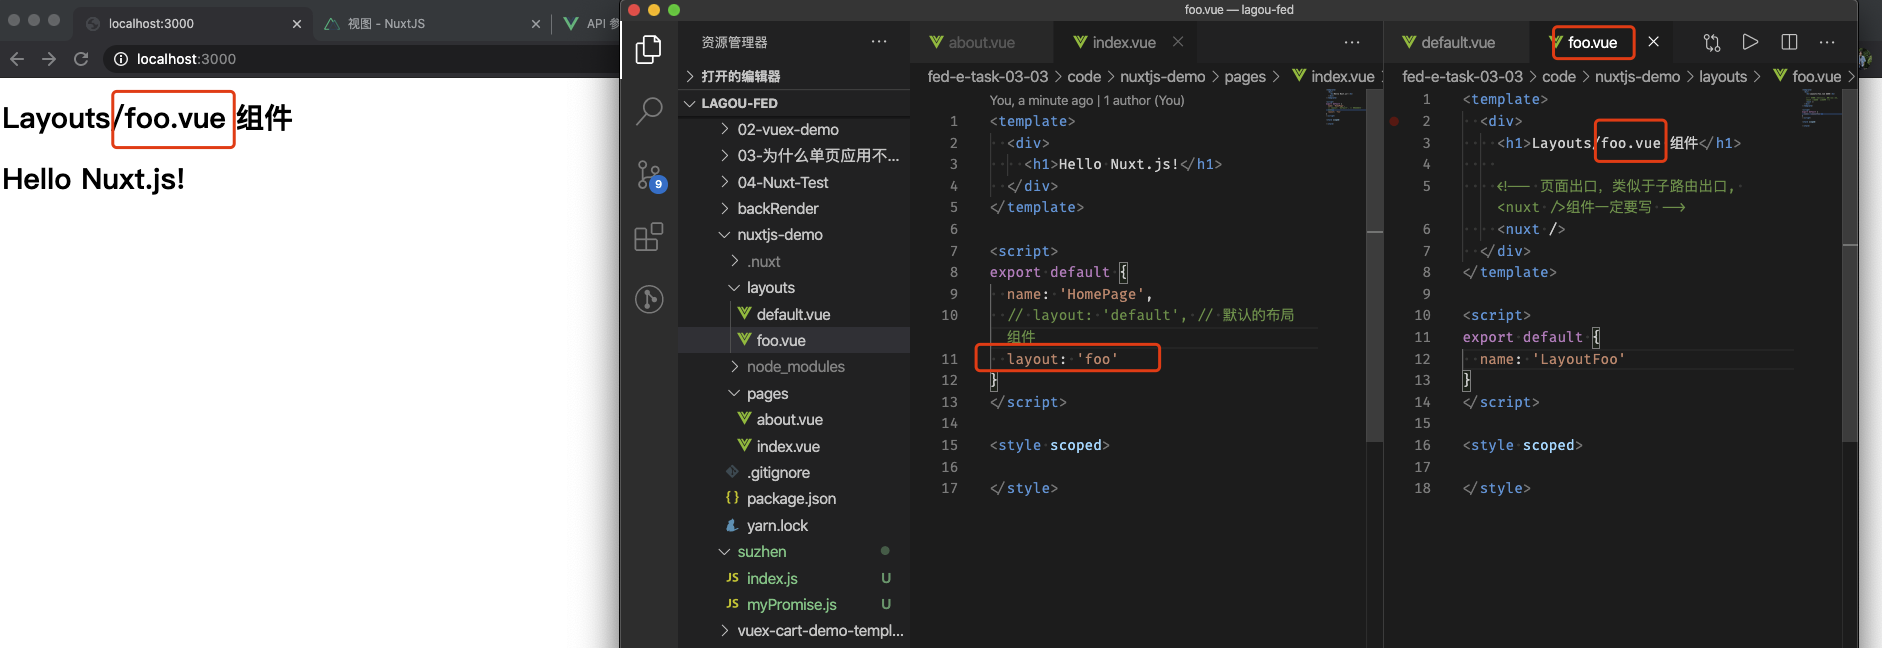 localhost:3000
视图 - NuxtJS
API 参
localhost:3000
Layouts/foo.vue 组件
Hello Nuxt.js!
foo.vue — lagou-fed
资源管理器
打开的编辑器
LAGOU-FED
02-vuex-demo
03-为什么单页应用不...
04-Nuxt-Test
backRender
nuxtjs-demo
.nuxt
layouts
default.vue
foo.vue
node_modules
pages
about.vue
index.vue
.gitignore
package.json
yarn.lock
suzhen
JS index.js U
JS myPromise.js U
vuex-cart-demo-templ...
9
about.vue
index.vue
fed-e-task-03-03 > code > nuxtjs-demo > pages > index.vue
You, a minute ago | 1 author (You)
1 <template>
2 <div>
3 <h1>Hello Nuxt.js!</h1>
4 </div>
5 </template>
6
7 <script>
8 export default {
9 name: 'HomePage',
10 // layout: 'default', // 默认的布局
组件
11 layout: 'foo'
12 }
13 </script>
14
15 <style scoped>
16
17 </style>
default.vue
foo.vue
fed-e-task-03-03 > code > nuxtjs-demo > layouts > foo.vue >
1 <template>
2 <div>
3 <h1>Layouts/foo.vue 组件</h1>
4
5 <!-- 页面出口，类似于子路由出口，
<nuxt />组件一定要写 -->
6 <nuxt />
7 </div>
8 </template>
9
10 <script>
11 export default {
12 name: 'LayoutFoo'
13 }
14 </script>
15
16 <style scoped>
17
18 </style>